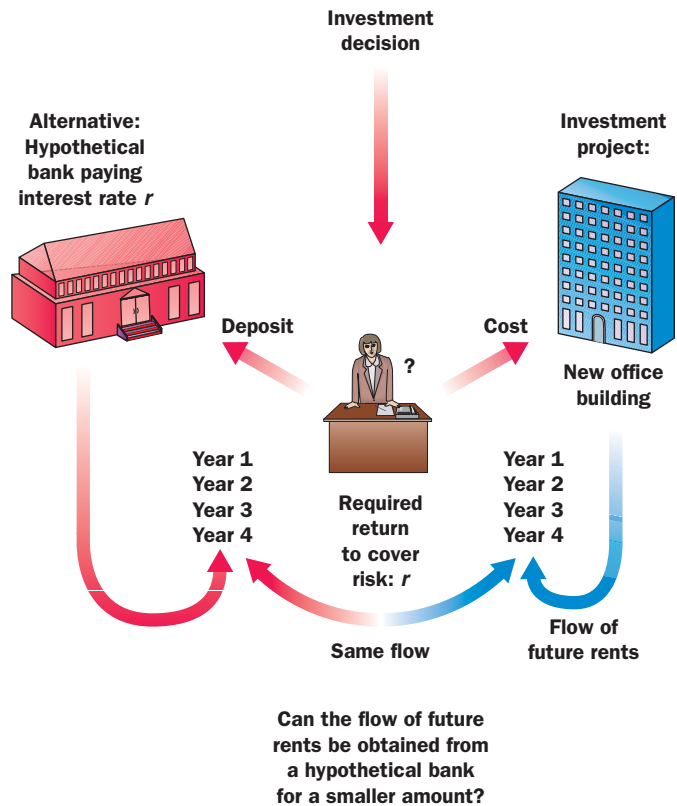 Investment
decision
Alternative:
Hypothetical
bank paying
interest rate r
Investment
project:
Deposit
Cost
?
New office
building
Year 1
Year 2
Year 3
Year 4
Required
return
to cover
risk: r
Year 1
Year 2
Year 3
Year 4
Same flow
Flow of
future rents
Can the flow of future
rents be obtained from
a hypothetical bank
for a smaller amount?